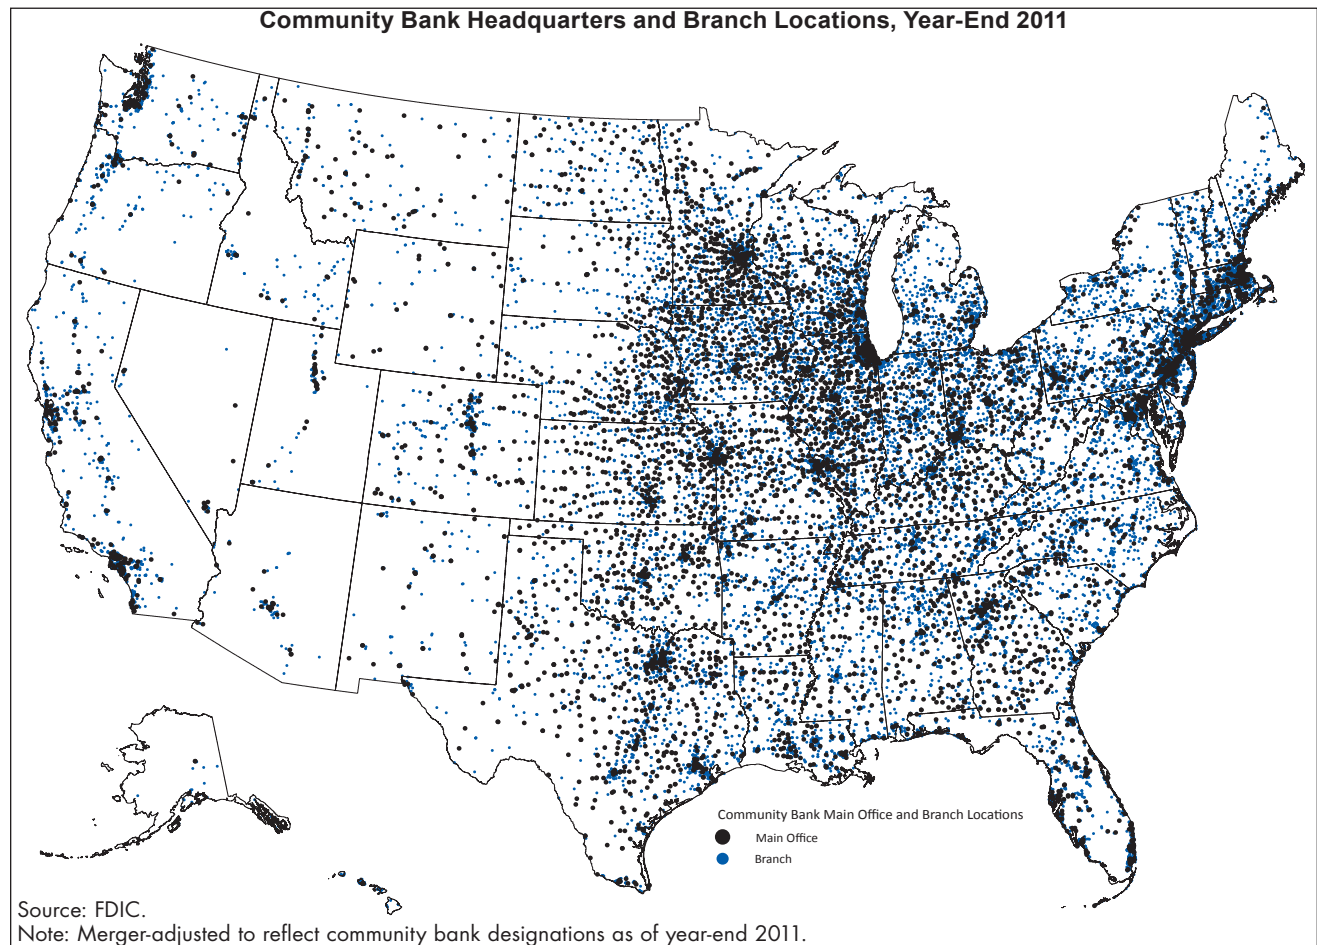 Community Bank Headquarters and Branch Locations, Year-End 2011
Community Bank Main Office and Branch Locations
Main Office
Branch
Source: FDIC.
Note: Merger-adjusted to reflect community bank designations as of year-end 2011.